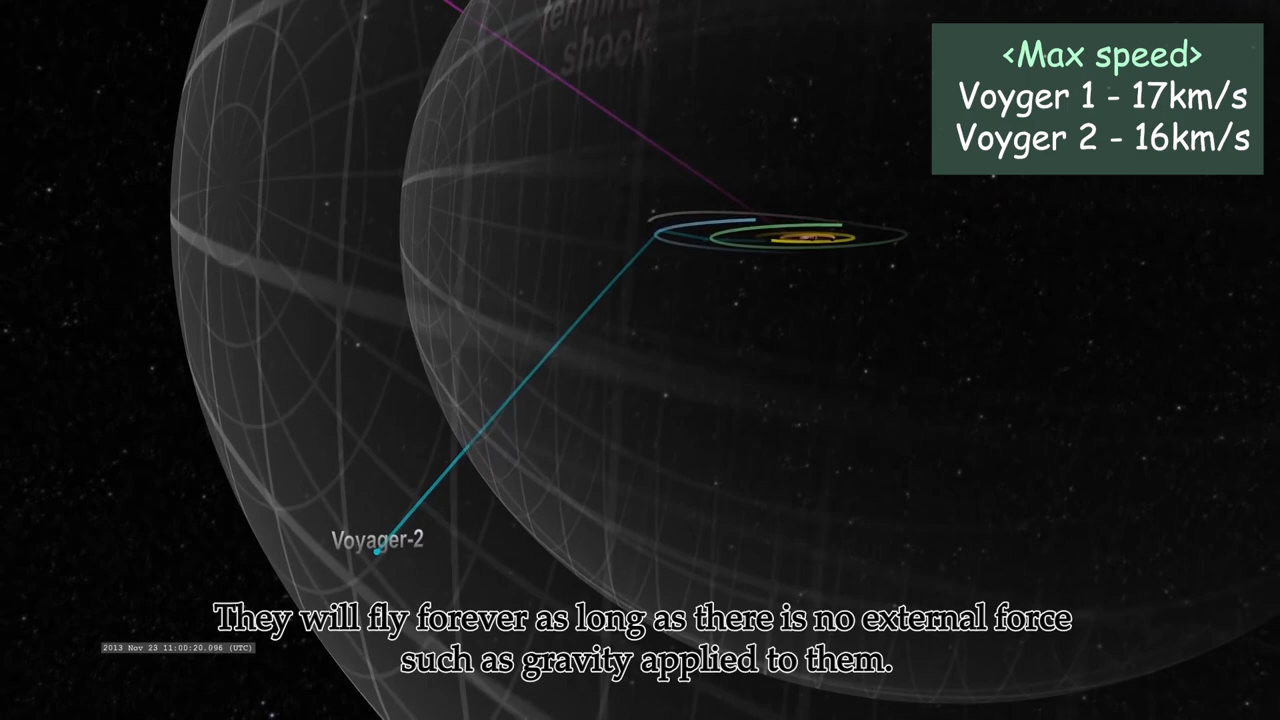 termina
shock
<Max speed>
Voyger 1 - 17km/s
Voyger 2 - 16km/s
Voyager-2
They will fly forever as long as there is no external force
such as gravity applied to them.
2013 Nov 23 11:00:20.096 (UTC)